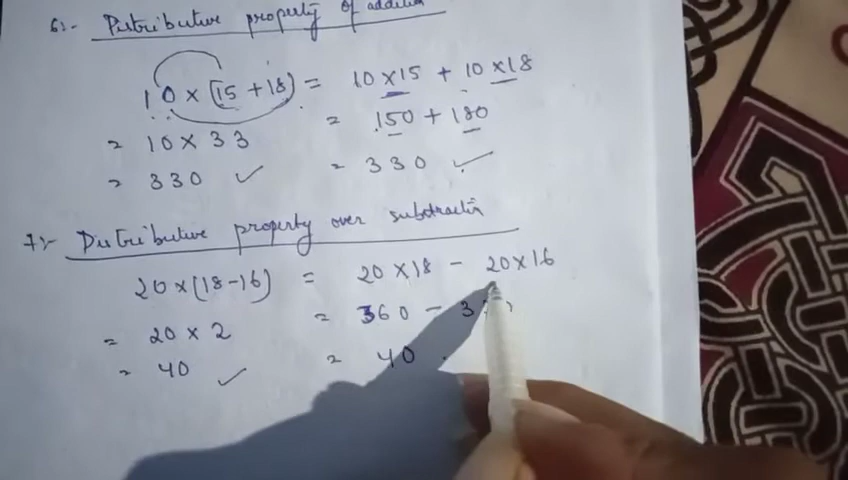 6:- Distributive property of addition
10 × (15 + 18) = 10 × 15 + 10 × 18
= 10 × 33 = 150 + 180
= 330 ✓ = 330 ✓
7:- Distributive property over substraction
20 × (18 - 16) = 20 × 18 - 20 × 16
= 20 × 2 = 360 -
= 40 ✓ = 40